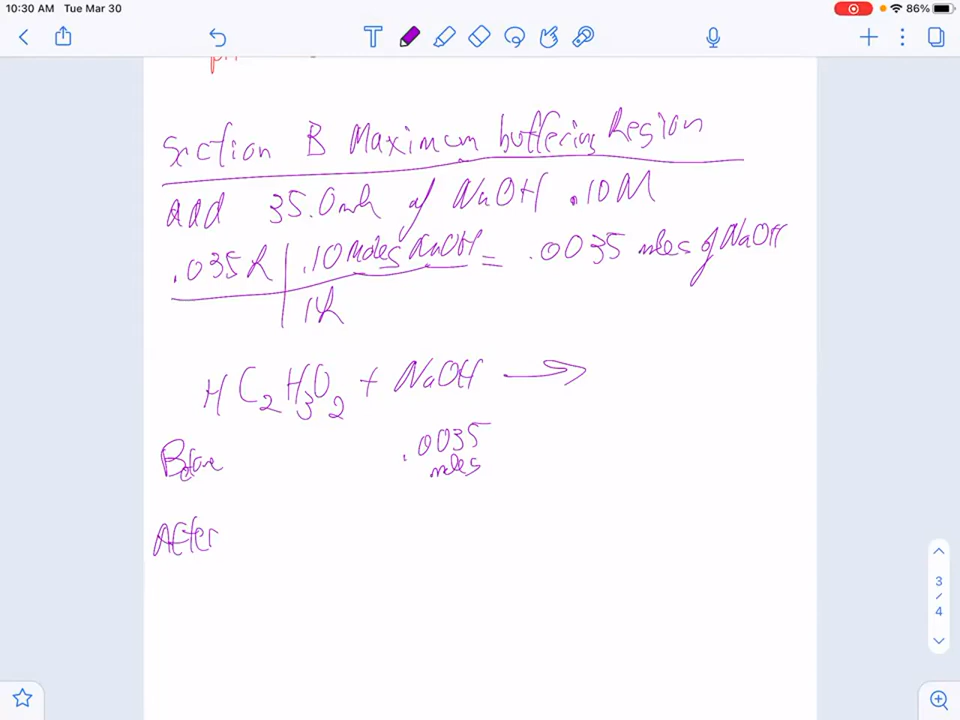 10:30 AM Tue Mar 30
86%
Section B Maximum buffering Region
add 35.0mL of NaOH .10M
.035L | .10 Moles NaOH = .0035 moles of NaOH
1L
HC2H3O2 + NaOH →
Before .0035
moles
After
3
/
4